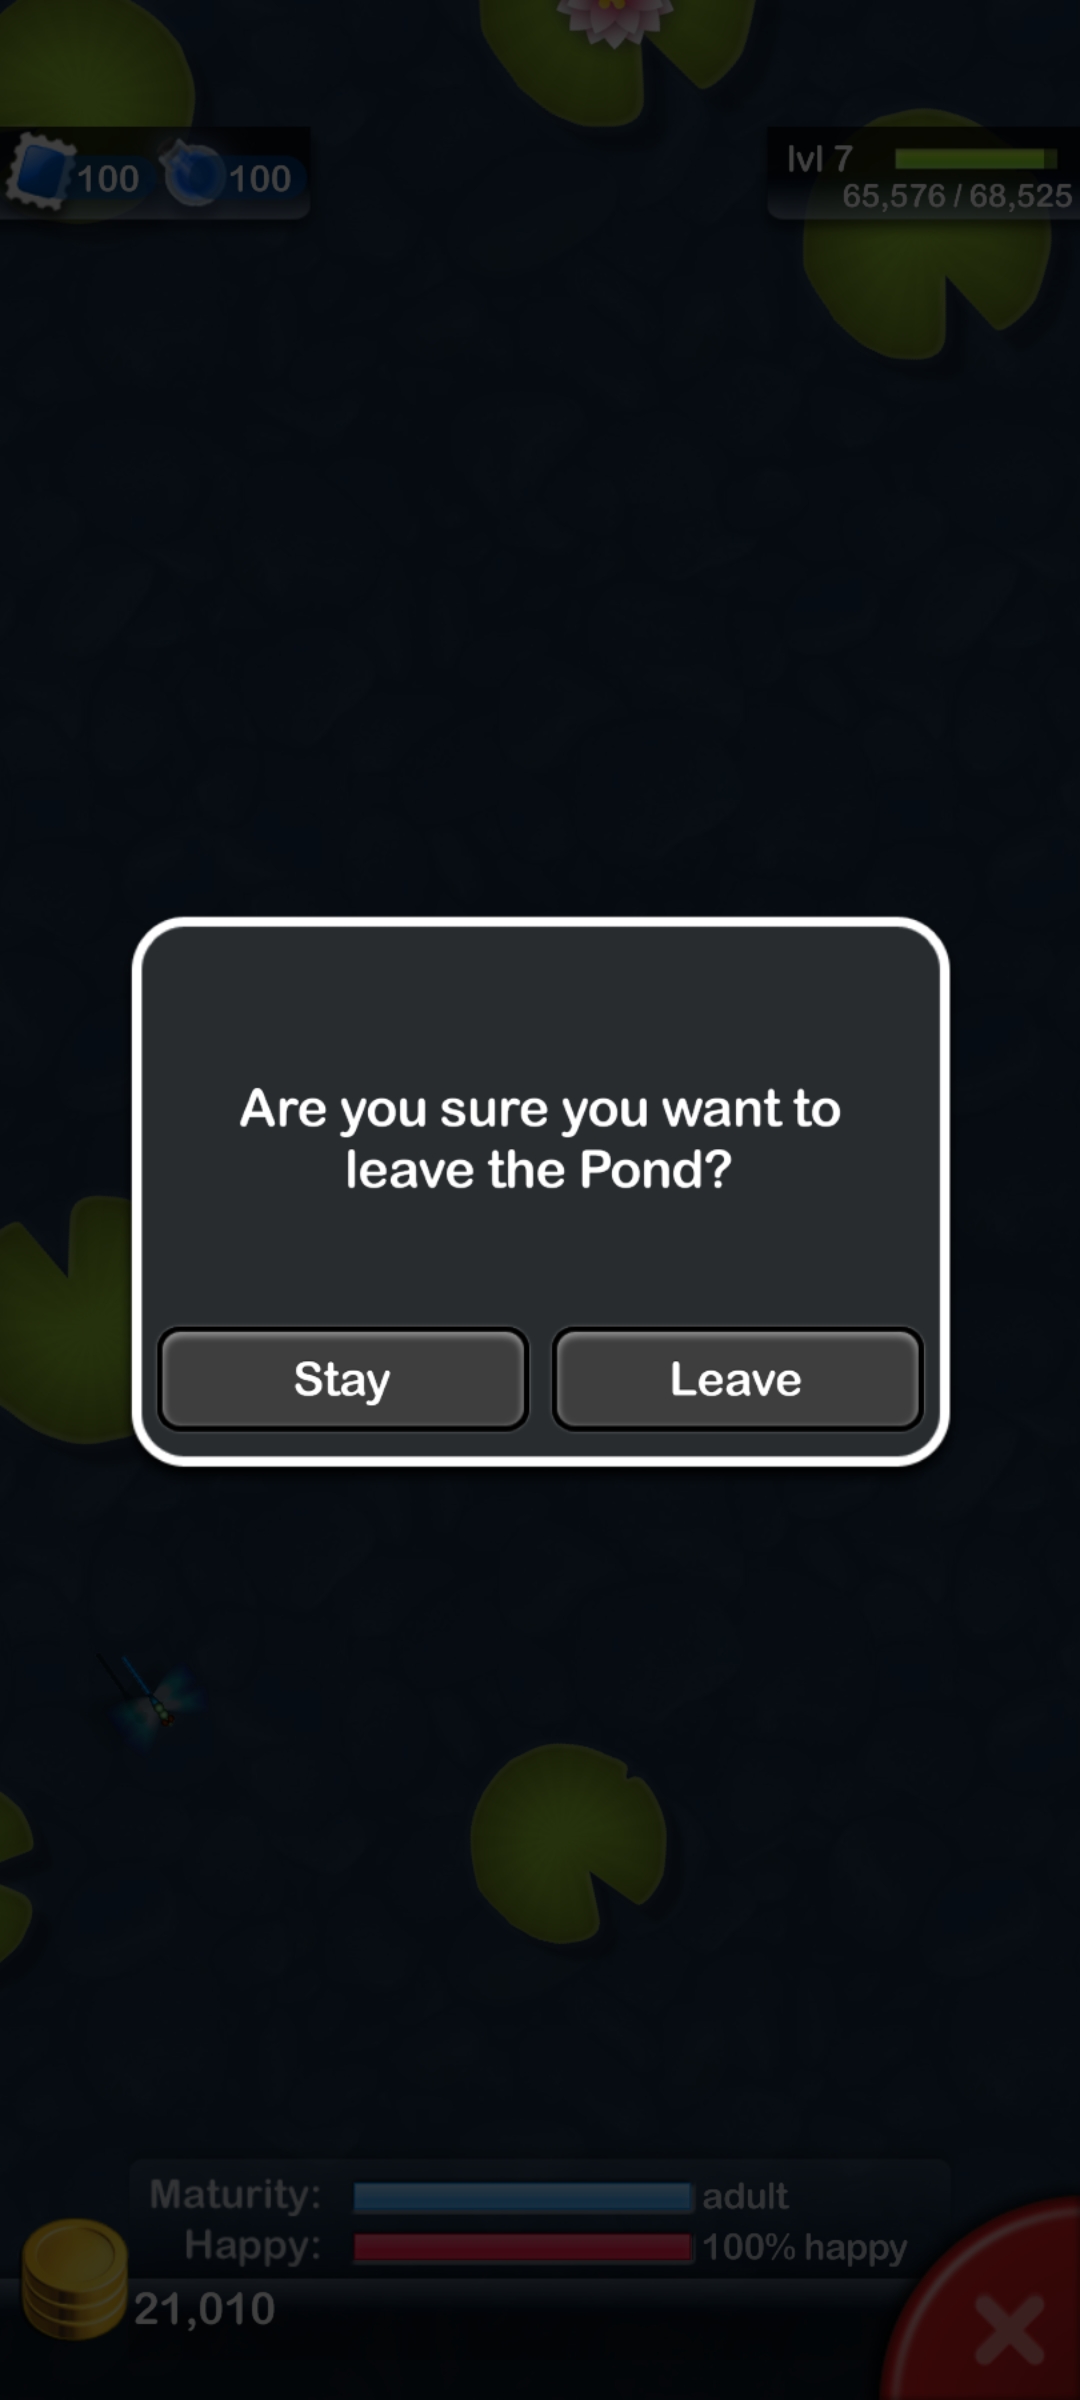 100 100
lvl 7
65,576 / 68,525
Are you sure you want to
leave the Pond?
Stay Leave
Maturity: adult
Happy: 100% happy
21,010